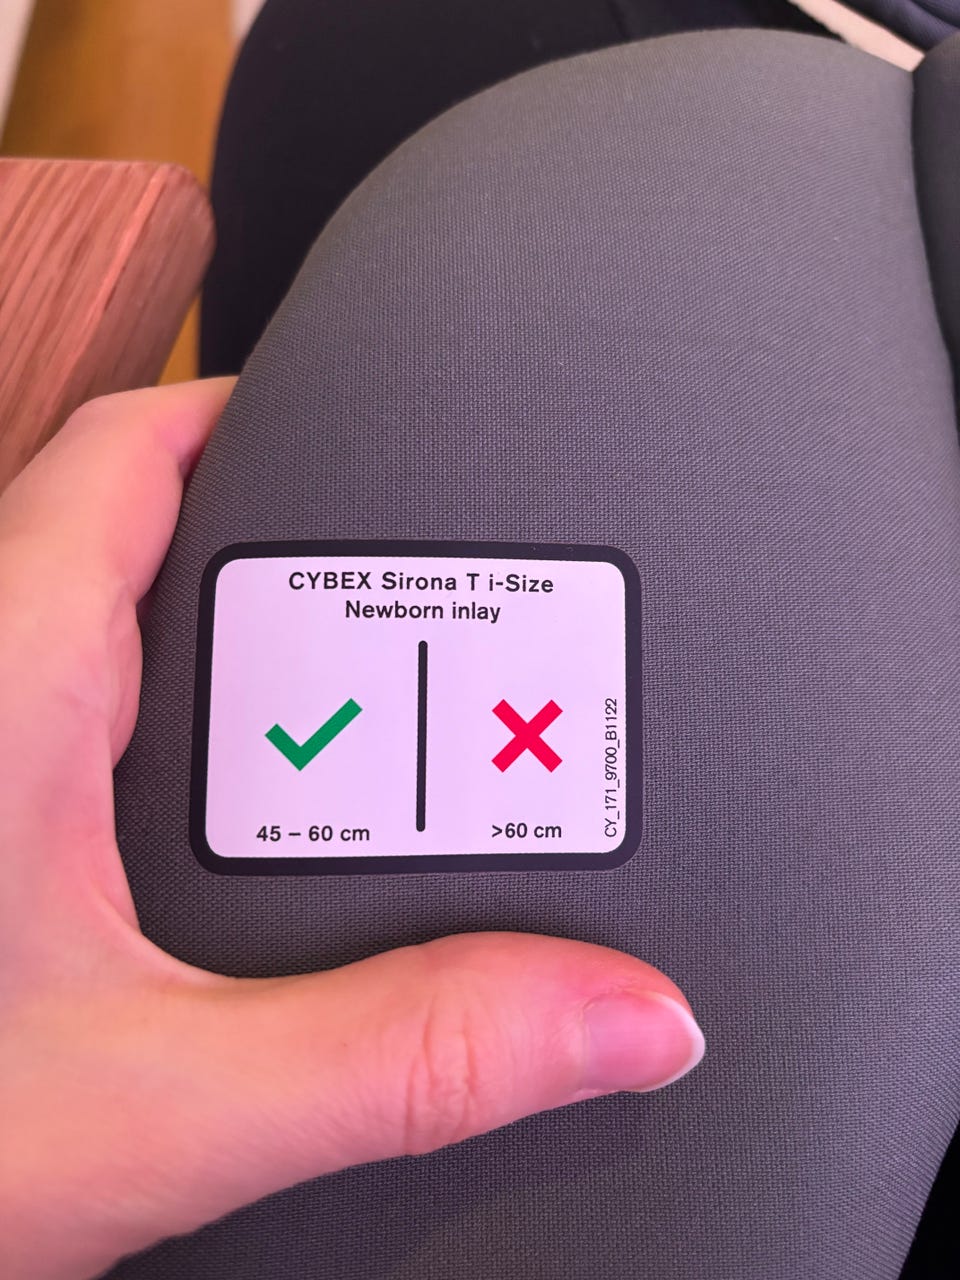 CYBEX Sirona T i-Size
Newborn inlay
45 – 60 cm
>60 cm
CY_171_9700_B1122